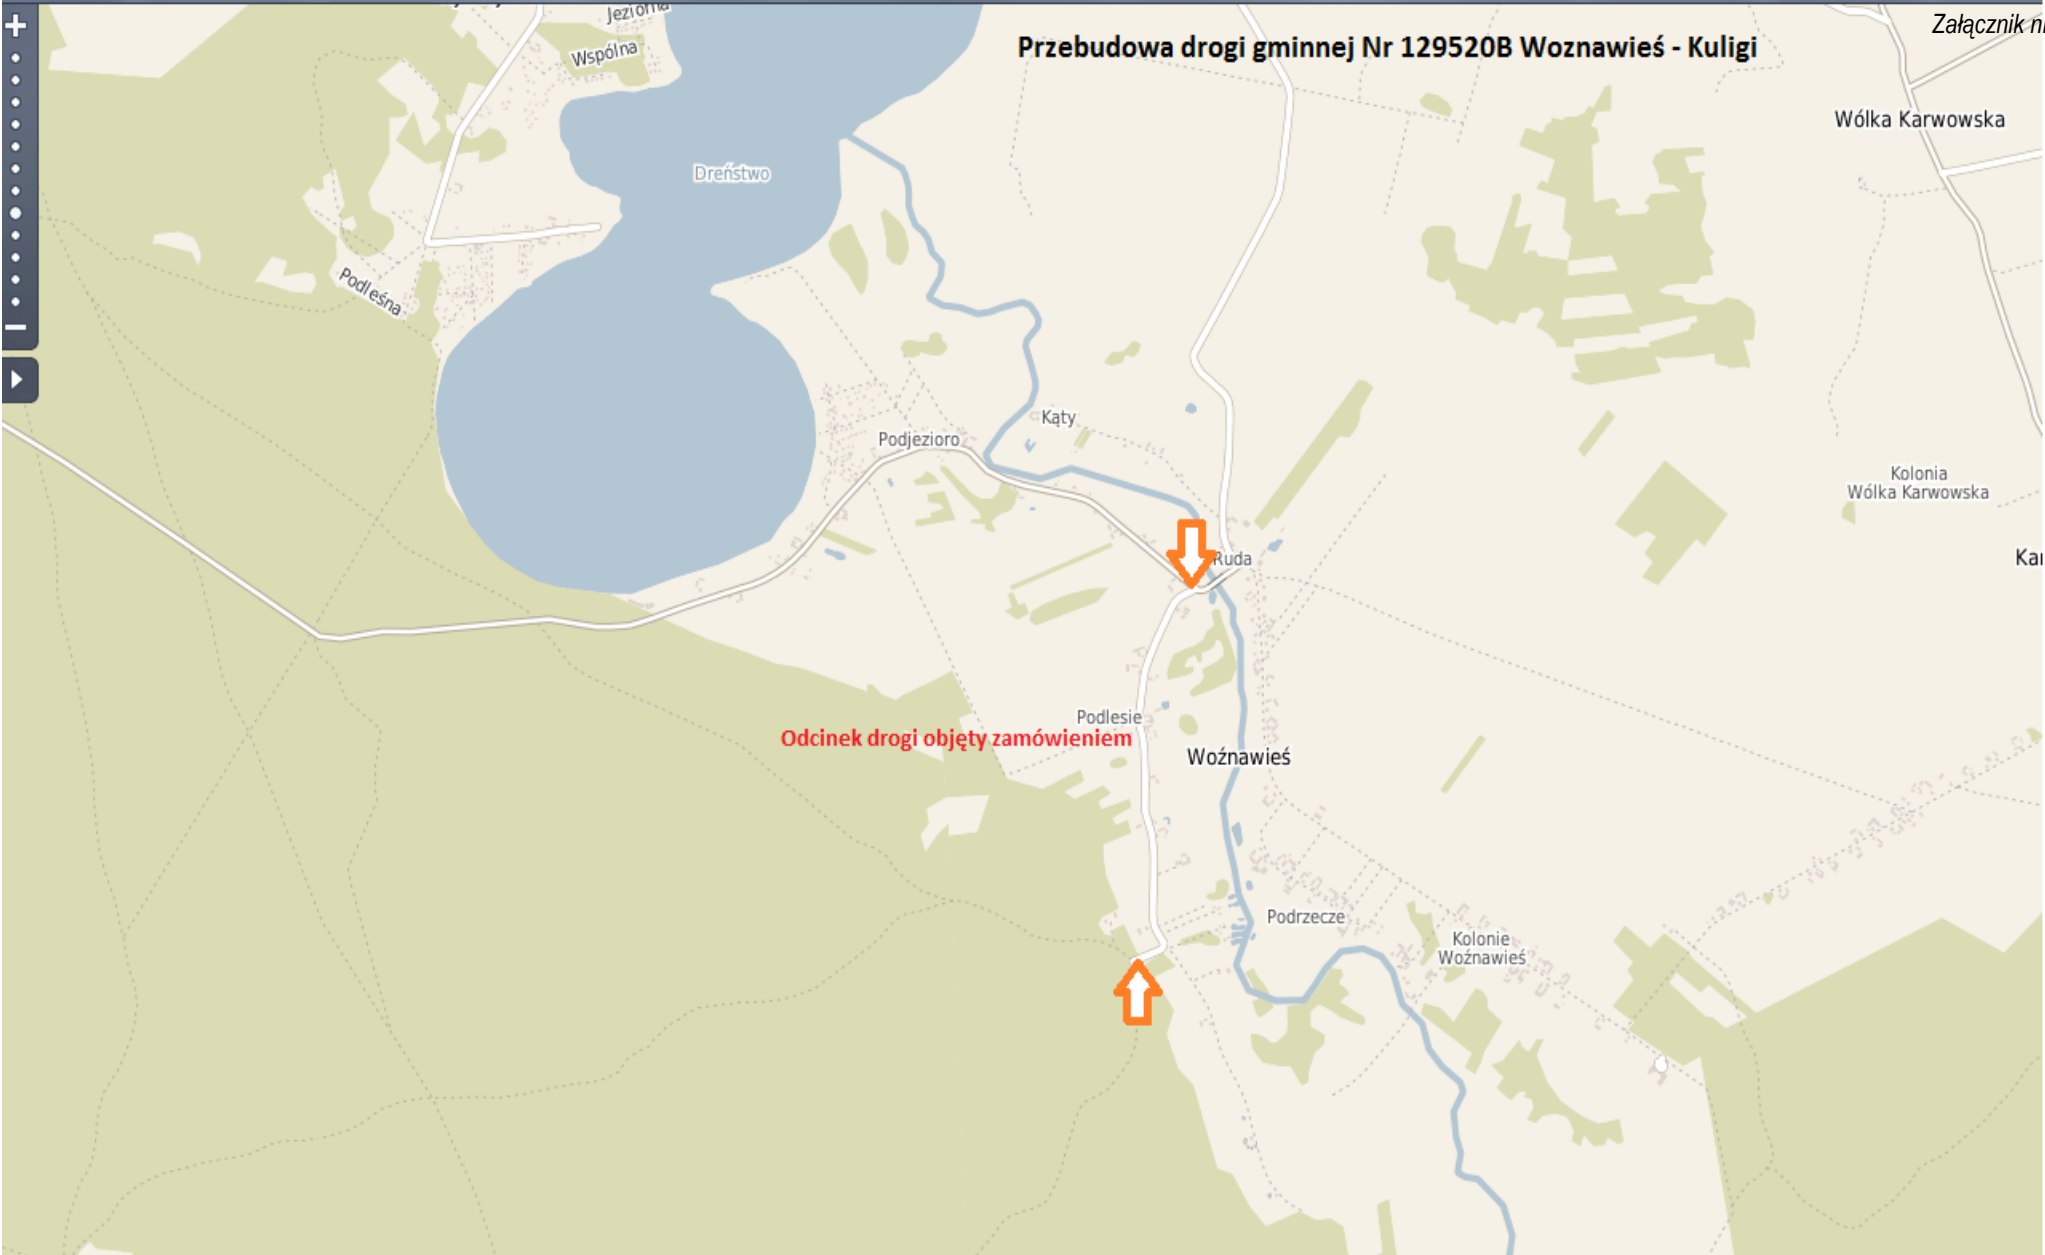 Jeziorna
Załącznik
Wspólna
Przebudowa drogi gminnej Nr 129520B Woznawieś - Kuligi
Wólka Karwowska
Dreństwo
Podleśna
Kąty
Podjezioro
Kolonia
Wólka Karwowska
Ruda
Podlesie
Odcinek drogi objęty zamówieniem
Woźnawieś
Podrzecze
Kolonie
Woźnawieś